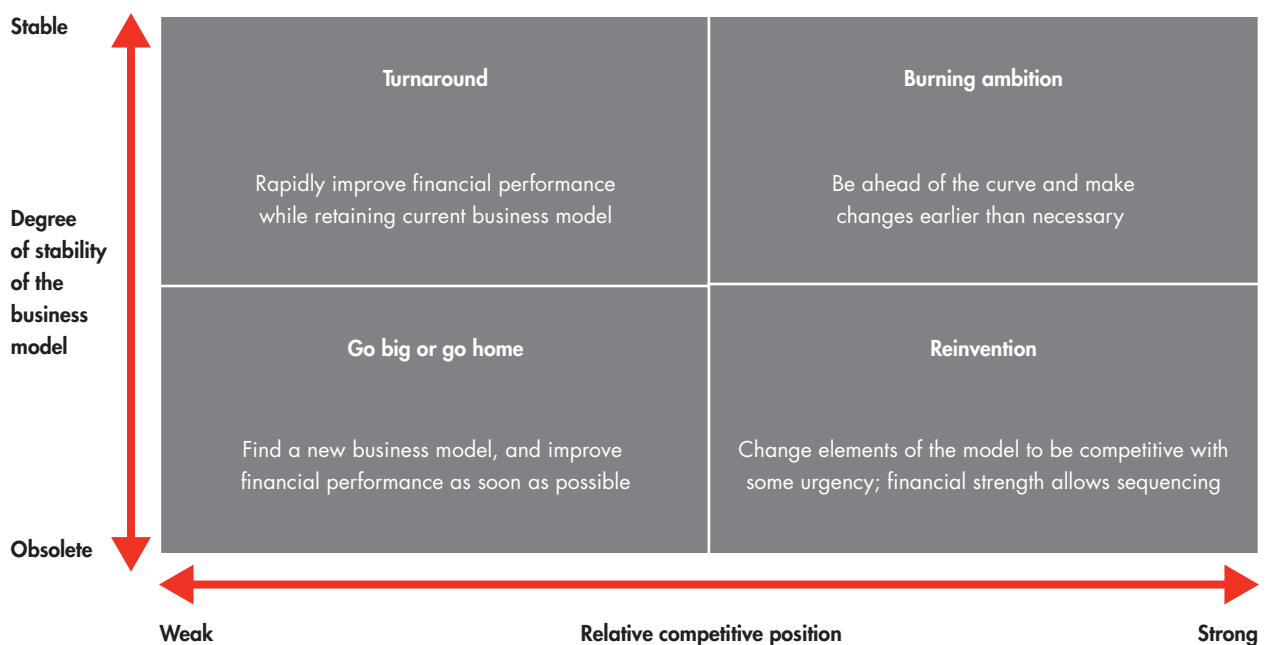 Stable
Turnaround
Burning ambition
Rapidly improve financial performance
while retaining current business model
Be ahead of the curve and make
changes earlier than necessary
Degree
of stability
of the
business
model
Go big or go home
Reinvention
Find a new business model, and improve
financial performance as soon as possible
Change elements of the model to be competitive with
some urgency; financial strength allows sequencing
Obsolete
Weak
Relative competitive position
Strong